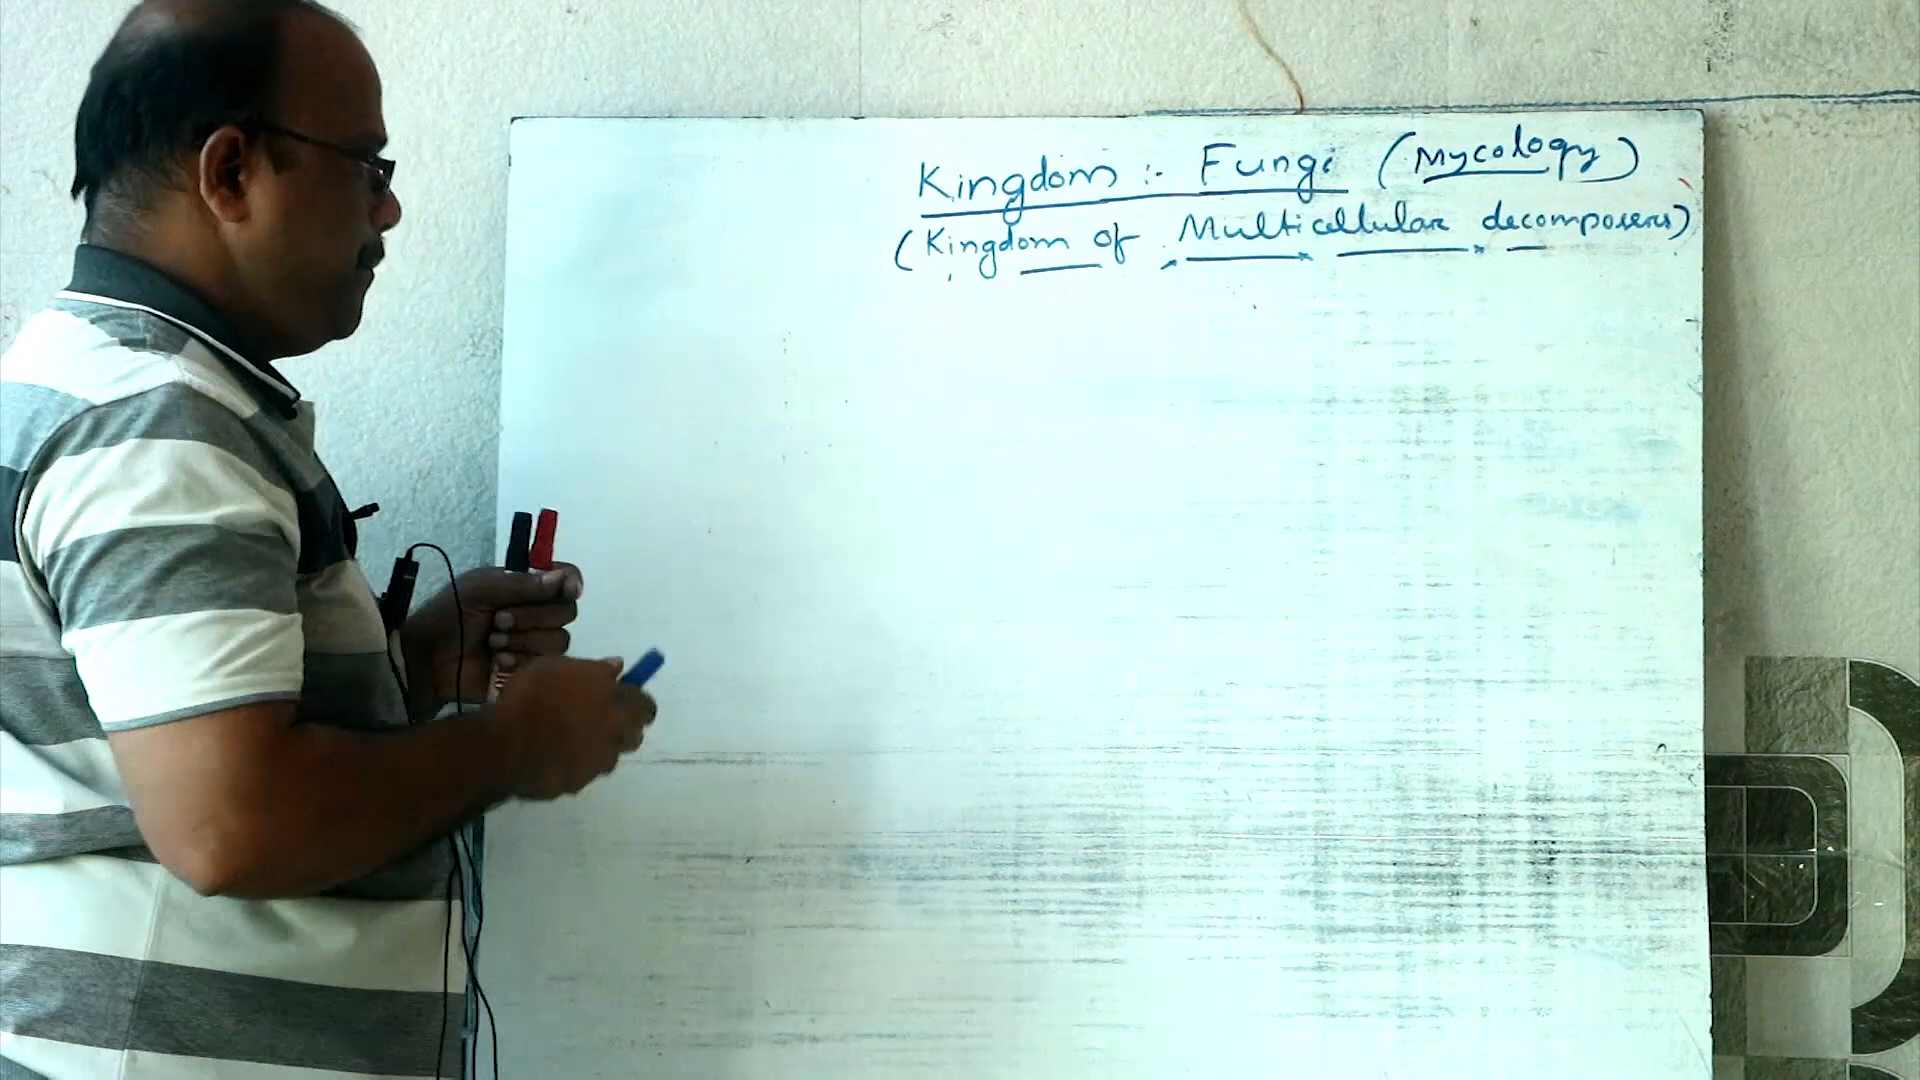 Kingdom :- Fungi (Mycology)
(Kingdom of Multicellular decomposers)